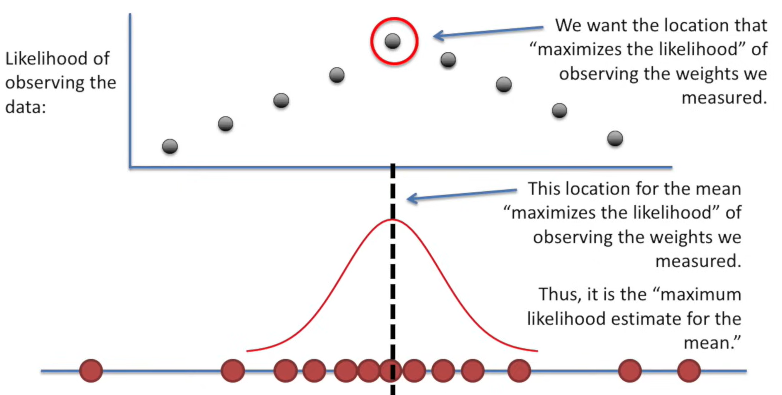 Likelihood of
observing the
data:
We want the location that
“maximizes the likelihood” of
observing the weights we
measured.
This location for the mean
“maximizes the likelihood” of
observing the weights we
measured.
Thus, it is the “maximum
likelihood estimate for the
mean.”